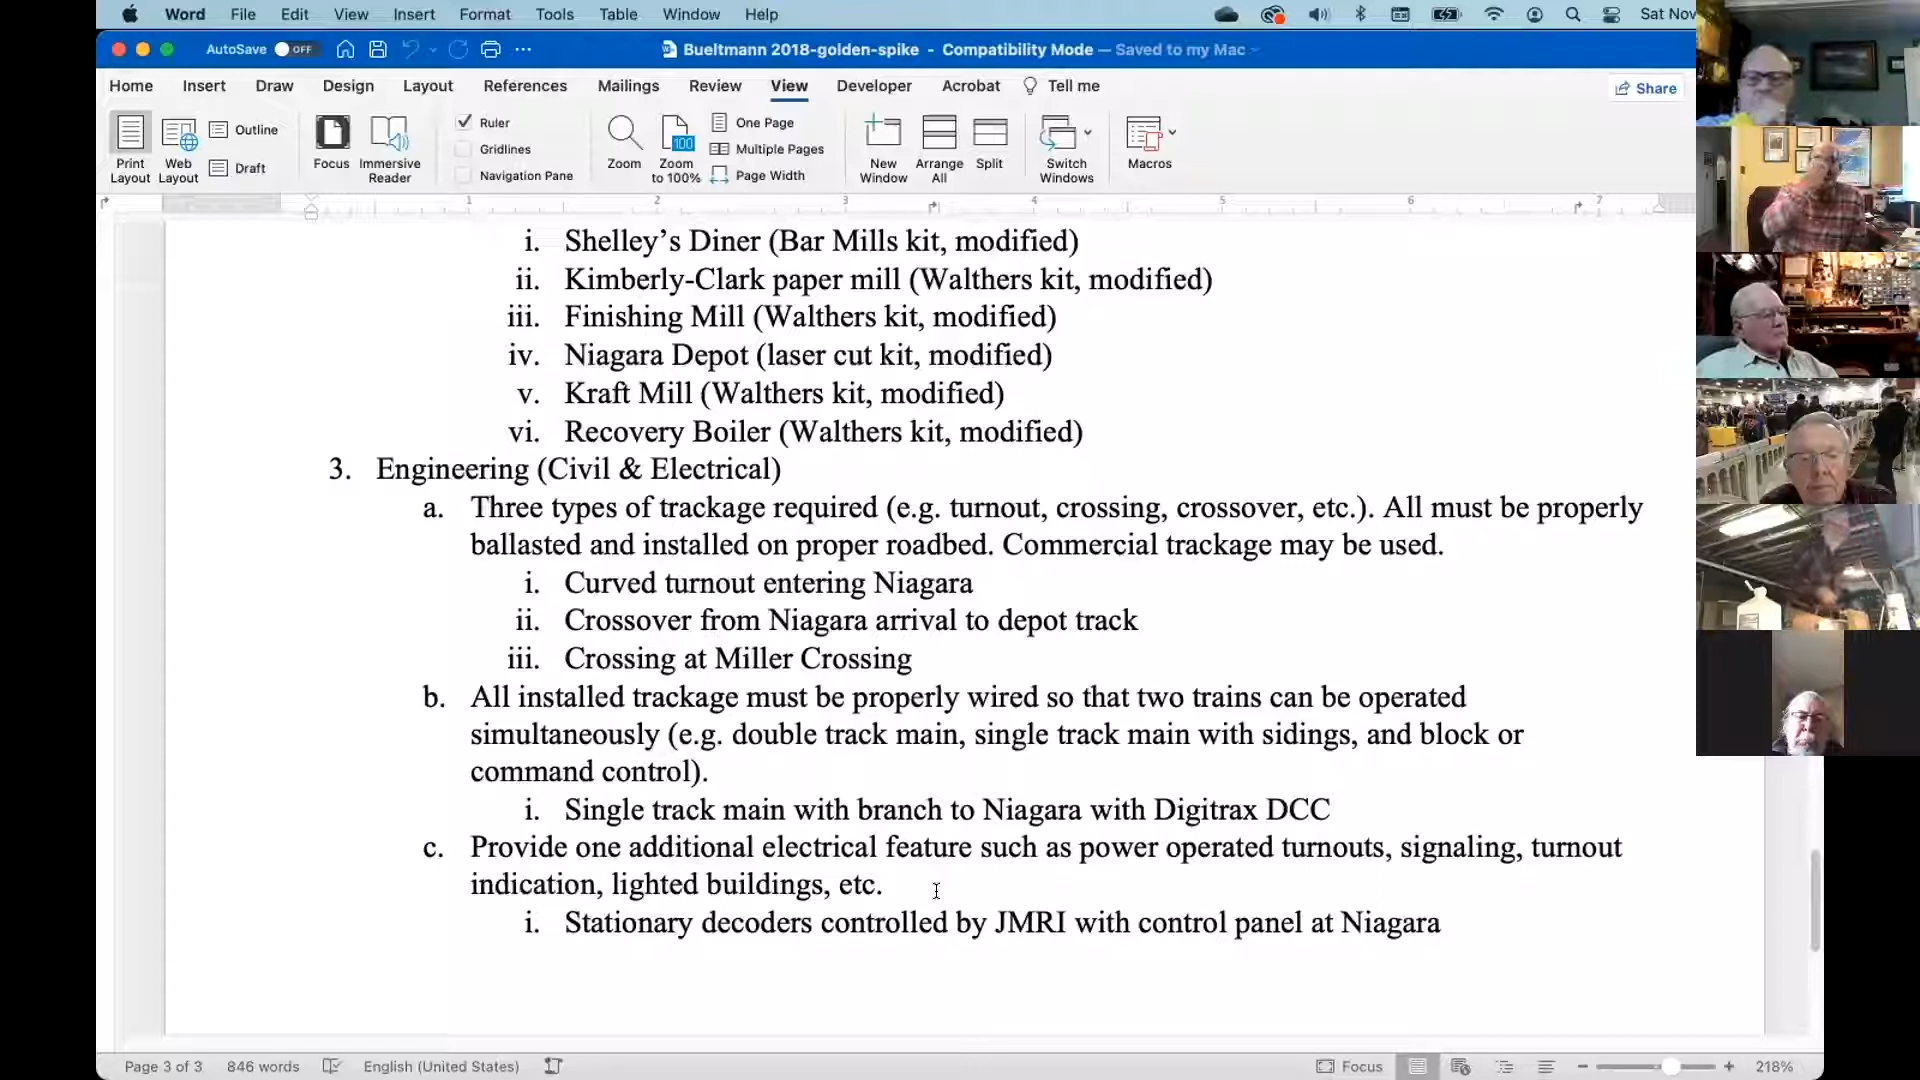 Word File Edit View Insert Format Tools Table Window Help Sat Nov
AutoSave OFF Bueltmann 2018-golden-spike - Compatibility Mode — Saved to my Mac
Home Insert Draw Design Layout References Mailings Review View Developer Acrobat Tell me Share
Print Layout
Web Layout
Outline
Draft
Focus
Immersive Reader
Ruler
Gridlines
Navigation Pane
Zoom
Zoom to 100%
100
One Page
Multiple Pages
Page Width
New Window
Arrange All
Split
Switch Windows
Macros
1 2 3 4 5 6 7
i. Shelley’s Diner (Bar Mills kit, modified)
ii. Kimberly-Clark paper mill (Walthers kit, modified)
iii. Finishing Mill (Walthers kit, modified)
iv. Niagara Depot (laser cut kit, modified)
v. Kraft Mill (Walthers kit, modified)
vi. Recovery Boiler (Walthers kit, modified)
3. Engineering (Civil & Electrical)
a. Three types of trackage required (e.g. turnout, crossing, crossover, etc.). All must be properly
ballasted and installed on proper roadbed. Commercial trackage may be used.
i. Curved turnout entering Niagara
ii. Crossover from Niagara arrival to depot track
iii. Crossing at Miller Crossing
b. All installed trackage must be properly wired so that two trains can be operated
simultaneously (e.g. double track main, single track main with sidings, and block or
command control).
i. Single track main with branch to Niagara with Digitrax DCC
c. Provide one additional electrical feature such as power operated turnouts, signaling, turnout
indication, lighted buildings, etc.
i. Stationary decoders controlled by JMRI with control panel at Niagara
Page 3 of 3 846 words English (United States) Focus 218%